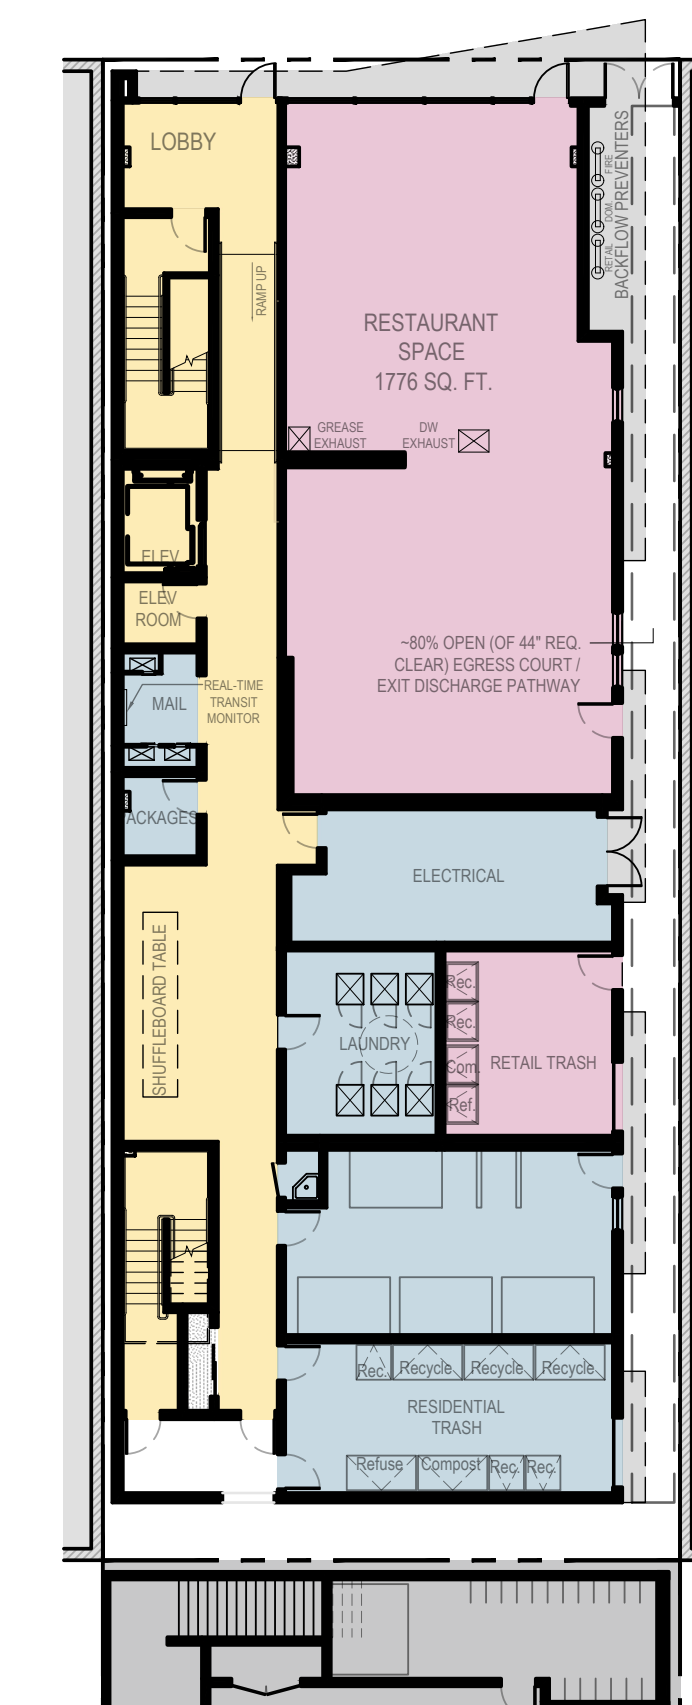 LOBBY
FIRE
DOM.
RETAIL
BACKFLOW PREVENTERS
RAMP UP
RESTAURANT
SPACE
1776 SQ. FT.
GREASE
EXHAUST
DW
EXHAUST
ELEV
ELEV
ROOM
~80% OPEN (OF 44" REQ.
CLEAR) EGRESS COURT /
EXIT DISCHARGE PATHWAY
REAL-TIME
TRANSIT
MONITOR
MAIL
ACKAGES
ELECTRICAL
SHUFFLEBOARD TABLE
LAUNDRY
Rec.
Rec.
Com.
Ref.
RETAIL TRASH
Rec.
Recycle
Recycle
Recycle
RESIDENTIAL
TRASH
Refuse
Compost
Rec.
Rec.